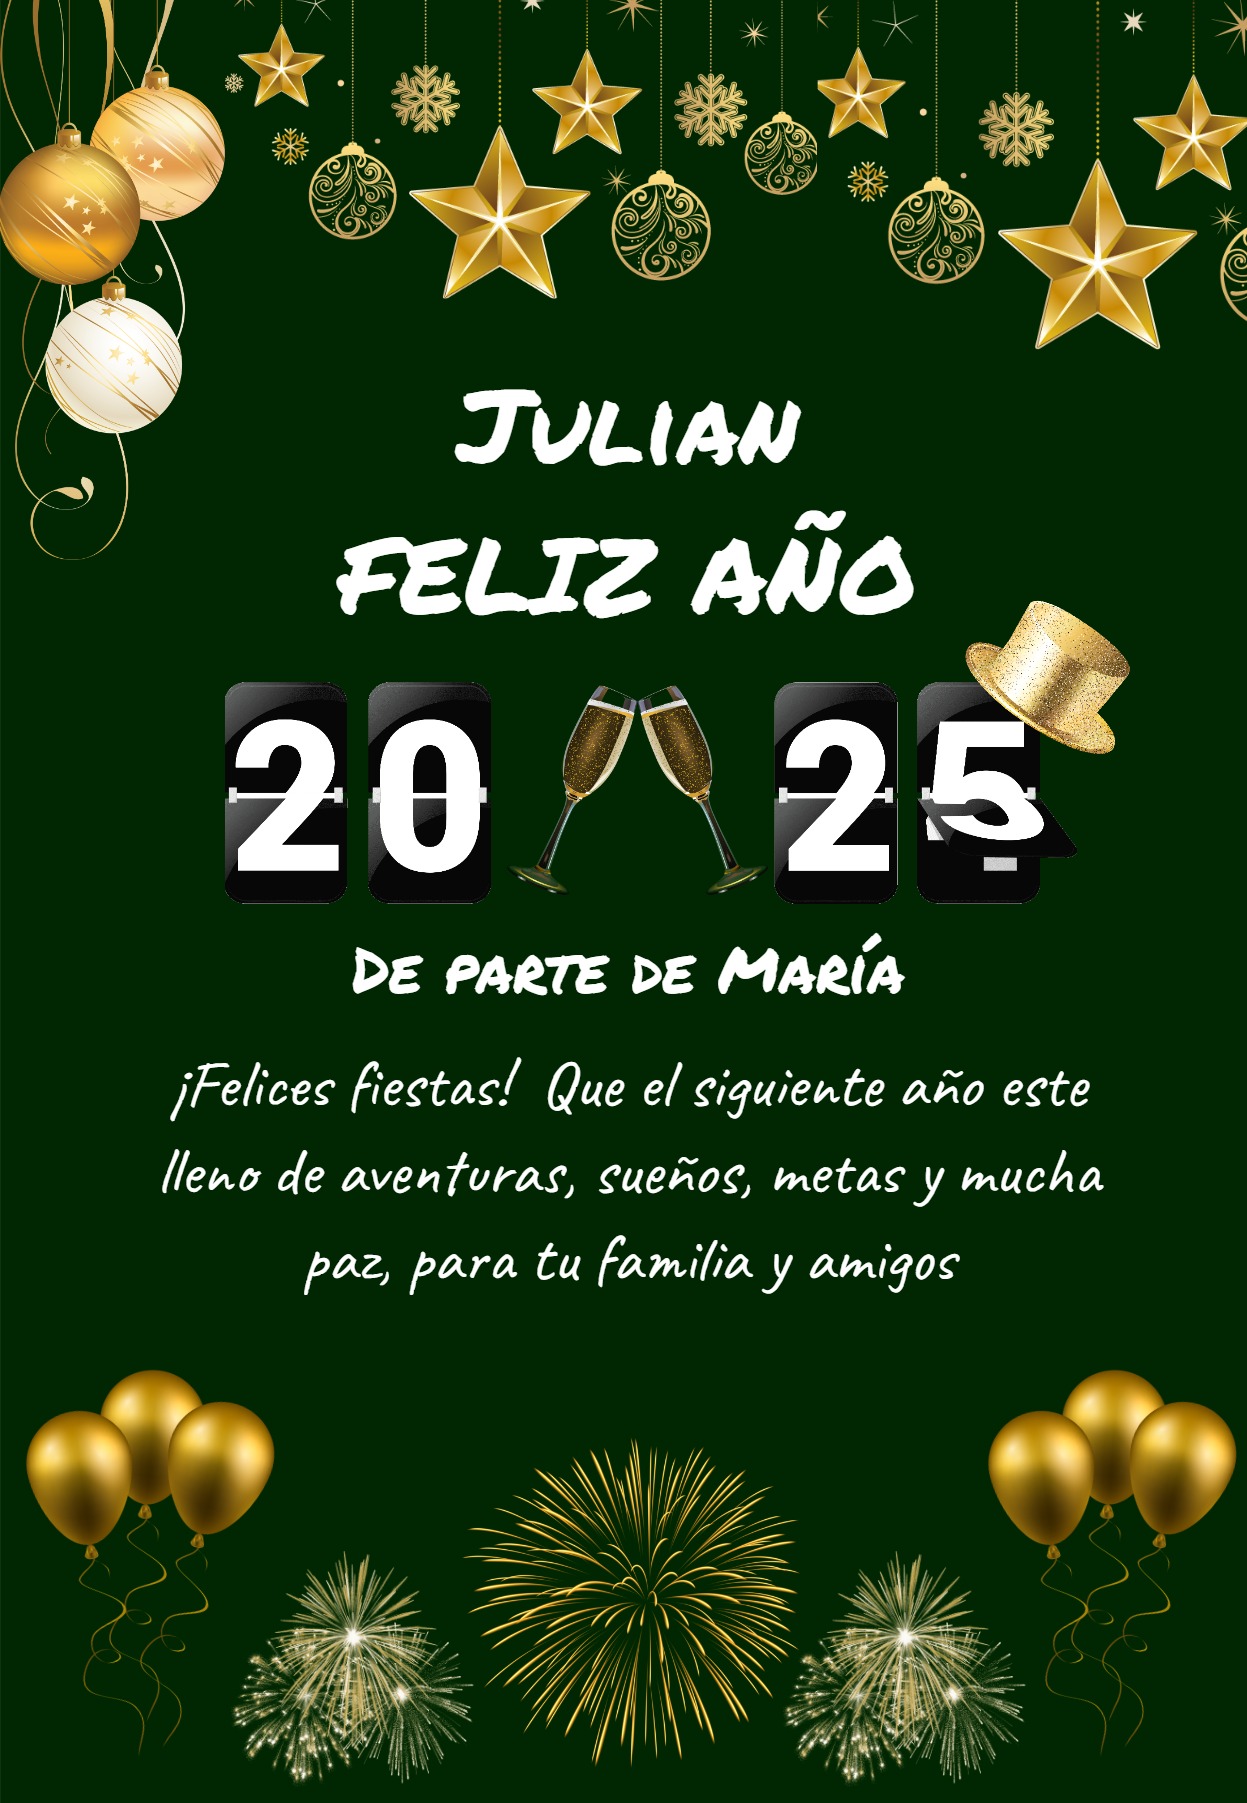 Julian
FELIZ AÑO
20 25
De parte de María
¡Felices fiestas! Que el siguiente año este
lleno de aventuras, sueños, metas y mucha
paz, para tu familia y amigos